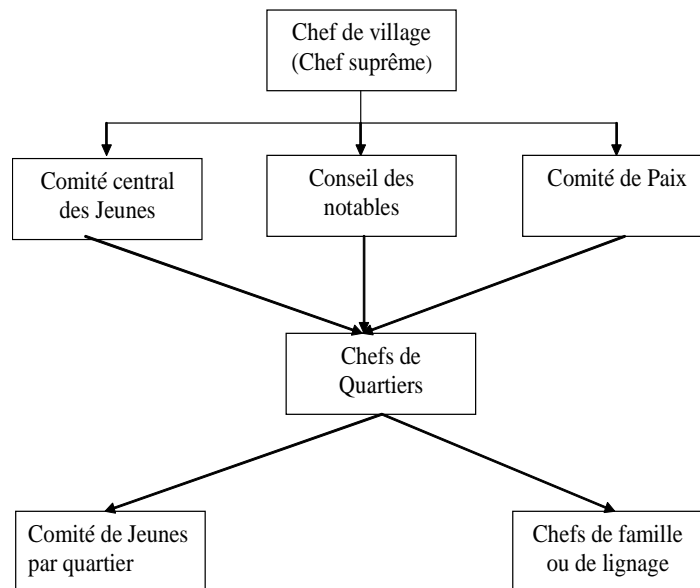 Chef de village
(Chef suprême)
Comité central
des Jeunes
Conseil des
notables
Comité de Paix
Chefs de
Quartiers
Comité de Jeunes
par quartier
Chefs de famille
ou de lignage